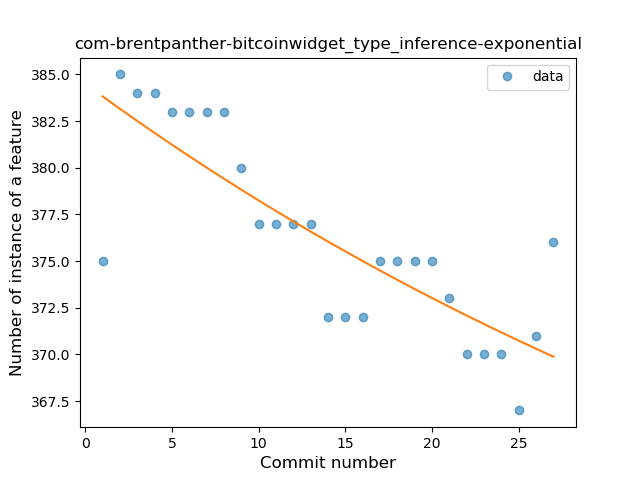 com-brentpanther-bitcoinwidget_type_inference-exponential
data
385.0
382.5
380.0
377.5
375.0
372.5
370.0
367.5
Number of instance of a feature
0 5 10 15 20 25
Commit number